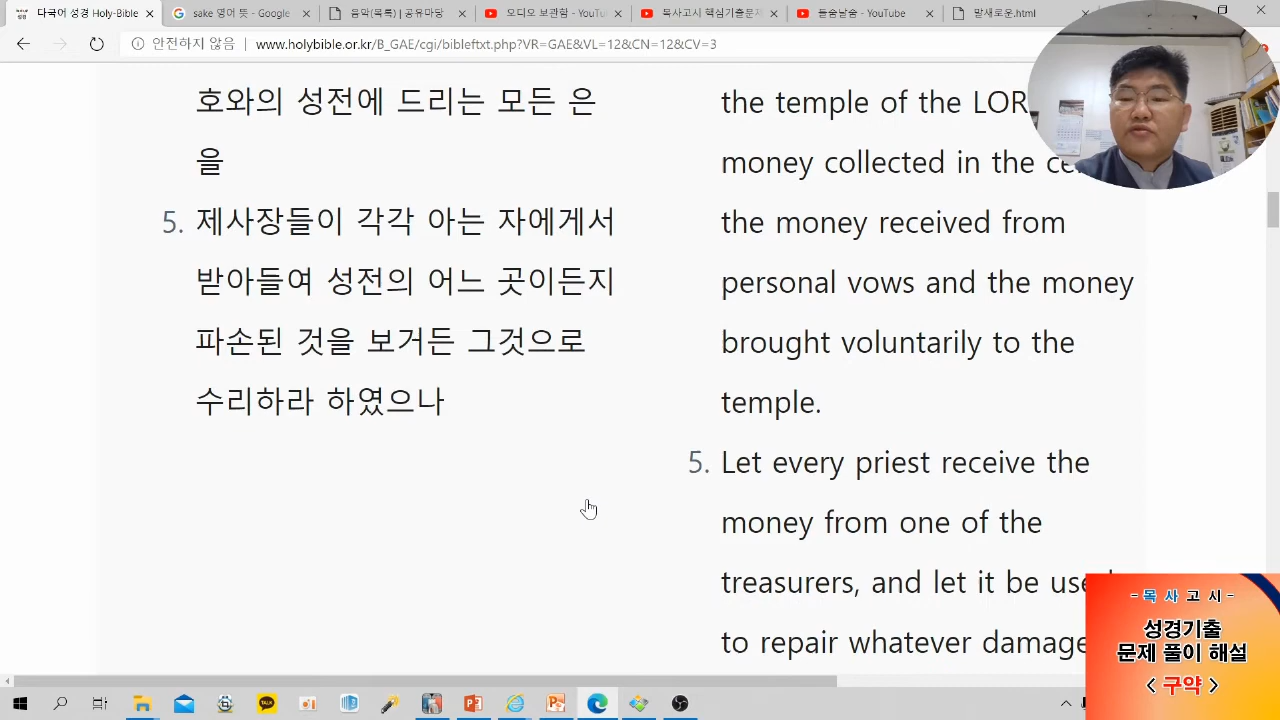 다국어 성경 Holy-Bible
sake 영어 뜻 - Google
음악(목록) | 공유마당
오디오 보관함 - YouTu
목사고시 핵심기출문
들숨날숨 - YouTube
말새로운.html
안전하지 않음 | www.holybible.or.kr/B_GAE/cgi/bibleftxt.php?VR=GAE&VL=12&CN=12&CV=3
호와의 성전에 드리는 모든 은
을
5. 제사장들이 각각 아는 자에게서
받아들여 성전의 어느 곳이든지
파손된 것을 보거든 그것으로
수리하라 하였으나
the temple of the LOR
money collected in the ce
the money received from
personal vows and the money
brought voluntarily to the
temple.
5. Let every priest receive the
money from one of the
treasurers, and let it be use
to repair whatever damage
- 목 사 고 시 -
성경기출
문제 풀이 해설
< 구약 >
TALK